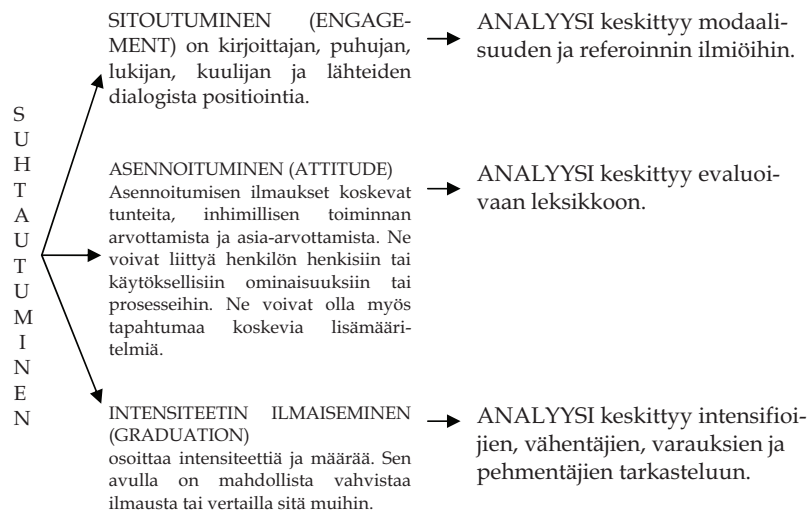 SITOUTUMINEN (ENGAGE-
MENT) on kirjoittajan, puhujan,
lukijan, kuulijan ja lähteiden
dialogista positiointia.
ANALYYSI keskittyy modaali-
suuden ja referoinnin ilmiöihin.
S
U
H
T
A
U
T
U
M
I
N
E
N
ASENNOITUMINEN (ATTITUDE)
Asennoitumisen ilmaukset koskevat
tunteita, inhimillisen toiminnan
arvottamista ja asia-arvottamista. Ne
voivat liittyä henkilön henkisiin tai
käytöksellisiin ominaisuuksiin tai
prosesseihin. Ne voivat olla myös
tapahtumaa koskevia lisämääri-
telmiä.
ANALYYSI keskittyy evaluoi-
vaan leksikkoon.
INTENSITEETIN ILMAISEMINEN
(GRADUATION)
osoittaa intensiteettiä ja määrää. Sen
avulla on mahdollista vahvistaa
ilmausta tai vertailla sitä muihin.
ANALYYSI keskittyy intensifioi-
jien, vähentäjien, varauksien ja
pehmentäjien tarkasteluun.